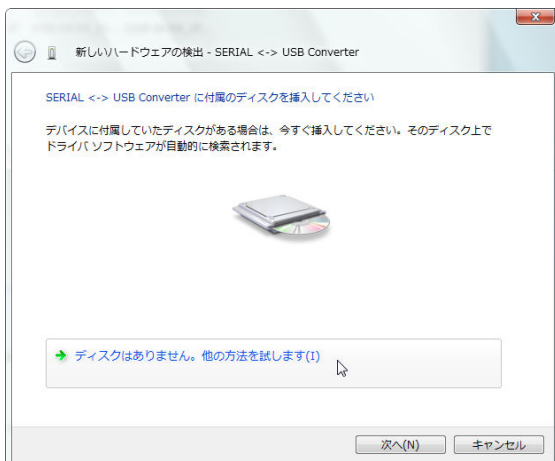 新しいハードウェアの検出 - SERIAL <-> USB Converter
SERIAL <-> USB Converter に付属のディスクを挿入してください
デバイスに付属していたディスクがある場合は、今すぐ挿入してください。そのディスク上で
ドライバ ソフトウェアが自動的に検索されます。
ディスクはありません。他の方法を試します(I)
次へ(N)
キャンセル